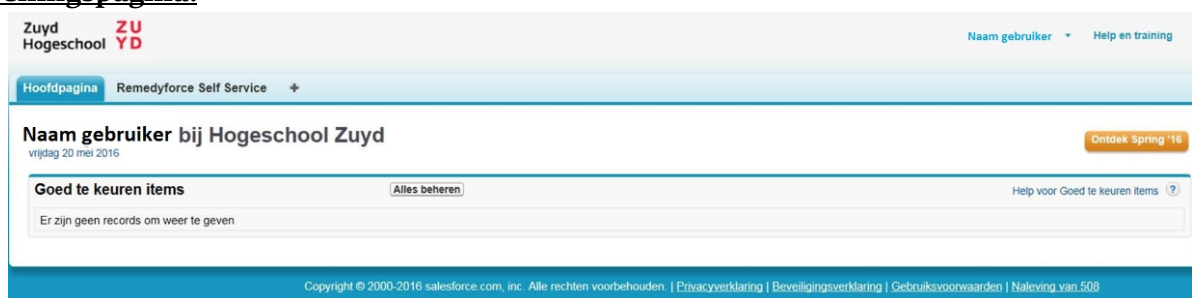 Zuyd
Hogeschool
ZU
YD
Naam gebruiker
Help en training
Hoofdpagina
Remedyforce Self Service
+
Naam gebruiker bij Hogeschool Zuyd
vrijdag 20 mei 2016
Ontdek Spring '16
Goed te keuren items
Alles beheren
Help voor Goed te keuren items ?
Er zijn geen records om weer te geven
Copyright © 2000-2016 salesforce.com, inc. Alle rechten voorbehouden. | Privacyverklaring | Beveiligingsverklaring | Gebruiksvoorwaarden | Naleving van 508